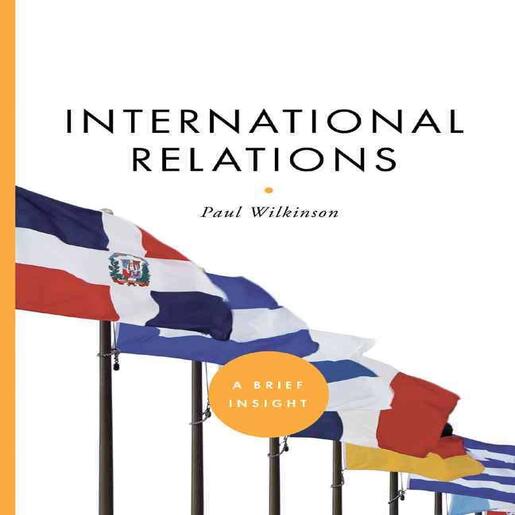 INTERNATIONAL
RELATIONS
Paul Wilkinson
A BRIEF
INSIGHT